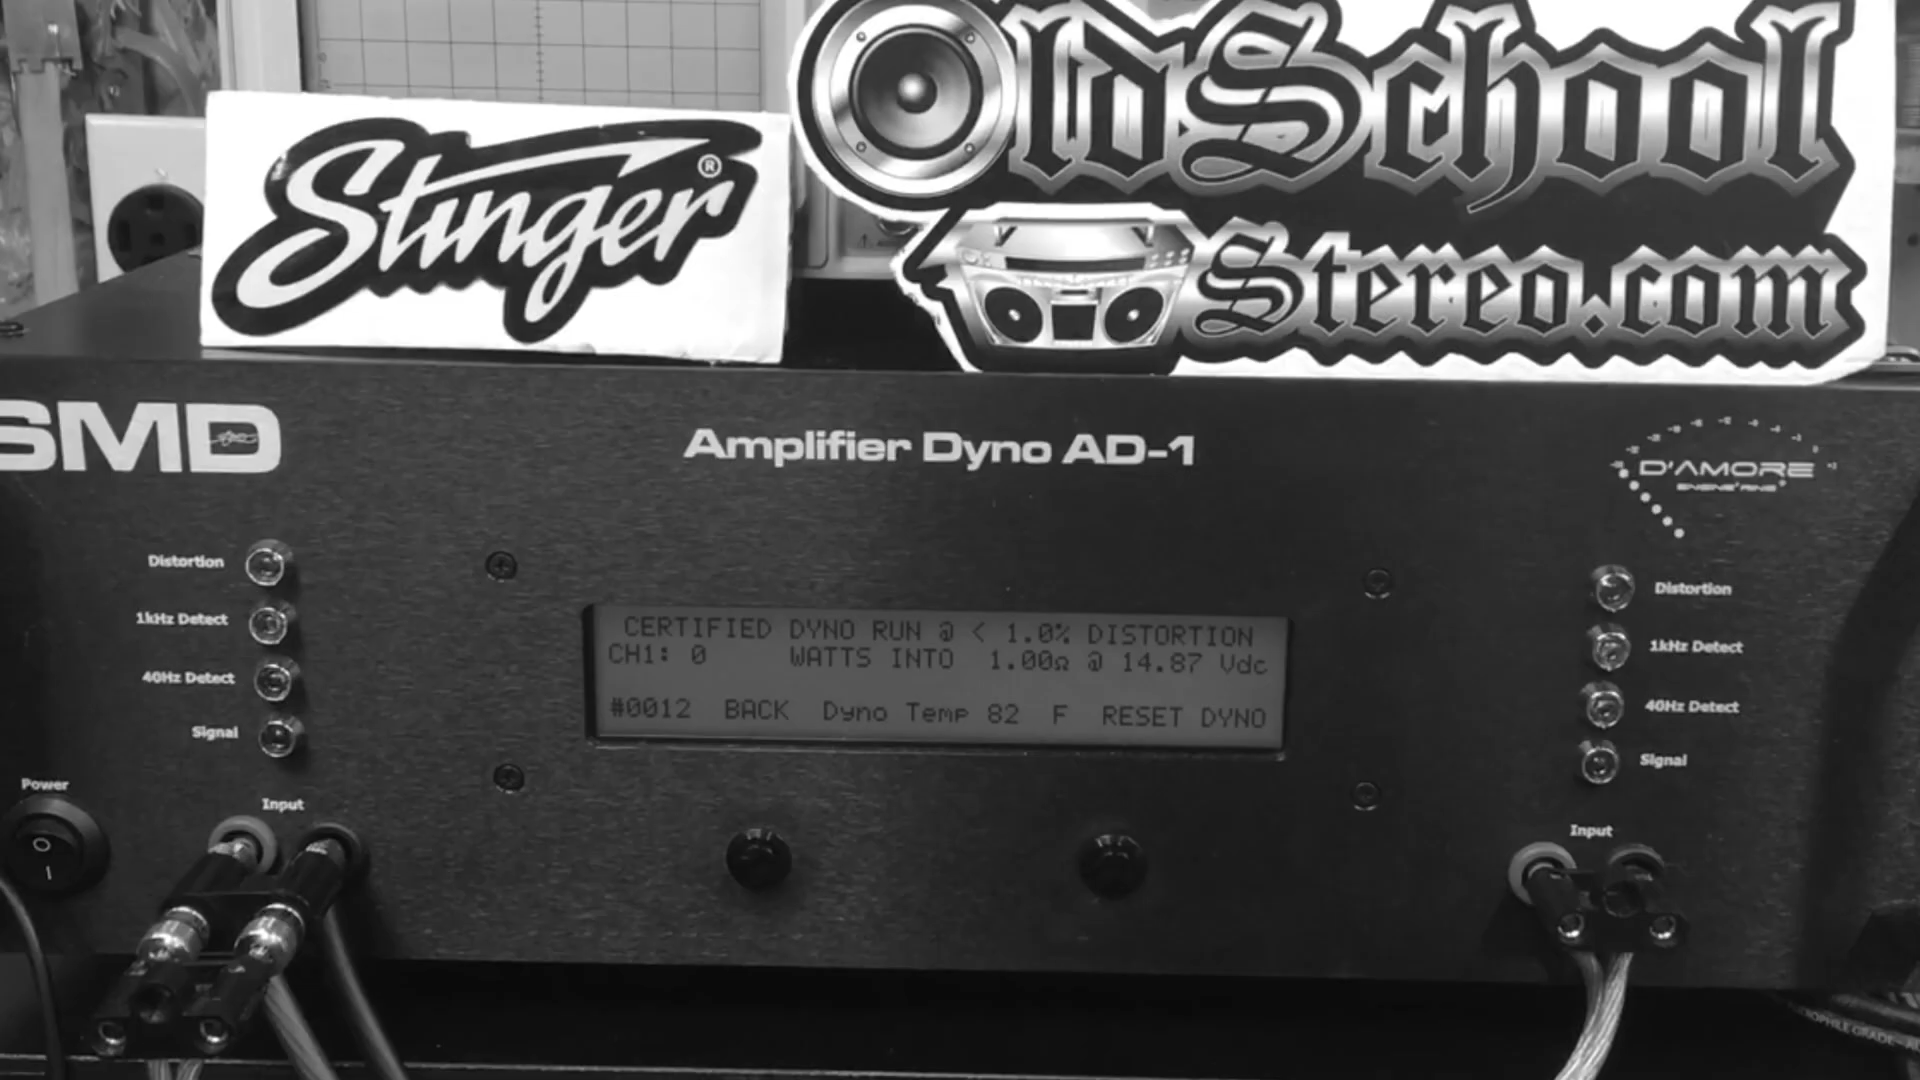 Stinger®
OldSchool
Stereo.com
SMD
Amplifier Dyno AD-1
D'AMORE
ENGINEERING
Distortion
1kHz Detect
40Hz Detect
Signal
Power
Input
CERTIFIED DYNO RUN @ < 1.0% DISTORTION
CH1: 0 WATTS INTO 1.00Ω @ 14.87 Vdc
#0012 BACK Dyno Temp 82 F RESET DYNO
Distortion
1kHz Detect
40Hz Detect
Signal
Input